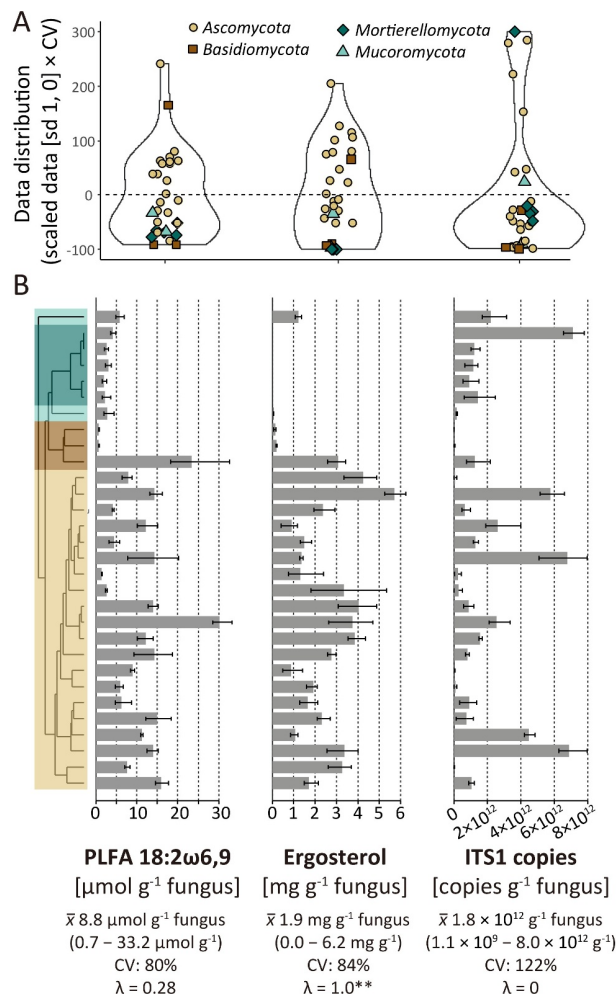 A
Ascomycota
Mortierellomycota
Basidiomycota
Mucoromycota
Data distribution
(scaled data [sd 1, 0] × CV)
300
200
100
0
-100
B
0 10 20 30
0 1 2 3 4 5 6
0 2×10¹² 4×10¹² 6×10¹² 8×10¹²
PLFA 18:2ω6,9
[µmol g⁻¹ fungus]
x̄ 8.8 µmol g⁻¹ fungus
(0.7 – 33.2 µmol g⁻¹)
CV: 80%
λ = 0.28
Ergosterol
[mg g⁻¹ fungus]
x̄ 1.9 mg g⁻¹ fungus
(0.0 – 6.2 mg g⁻¹)
CV: 84%
λ = 1.0**
ITS1 copies
[copies g⁻¹ fungus]
x̄ 1.8 × 10¹² g⁻¹ fungus
(1.1 × 10⁹ – 8.0 × 10¹² g⁻¹)
CV: 122%
λ = 0